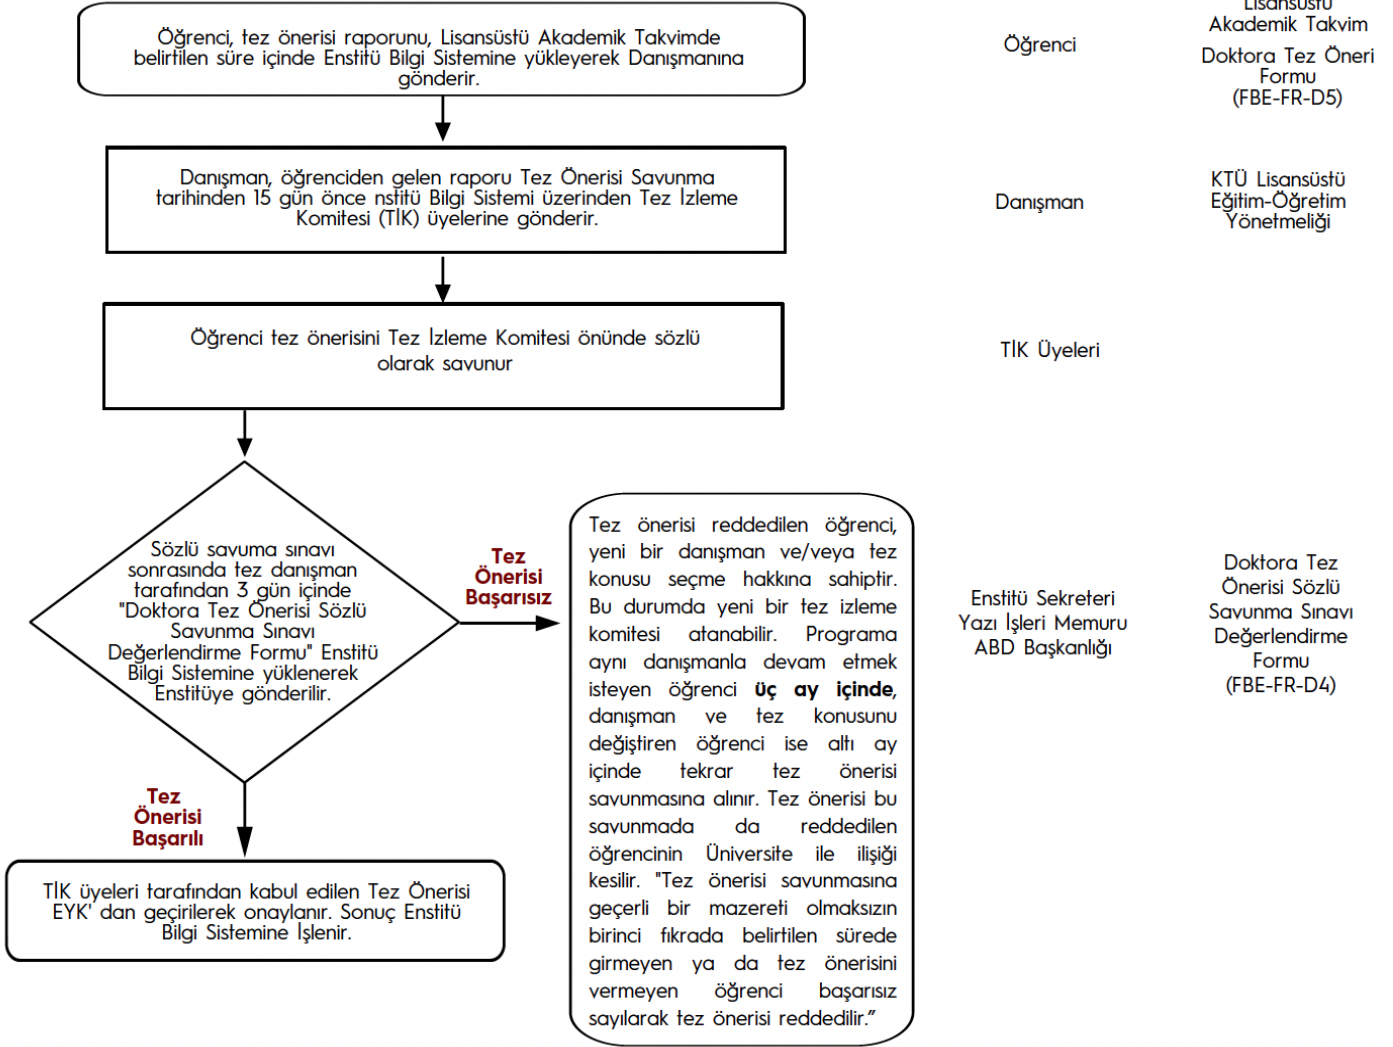 Öğrenci, tez önerisi raporunu, Lisansüstü Akademik Takvimde
belirtilen süre içinde Enstitü Bilgi Sistemine yükleyerek Danışmanına
gönderir.
Öğrenci
Lisansüstü
Akademik Takvim
Doktora Tez Öneri
Formu
(FBE-FR-D5)
Danışman, öğrenciden gelen raporu Tez Önerisi Savunma
tarihinden 15 gün önce nstitü Bilgi Sistemi üzerinden Tez İzleme
Komitesi (TİK) üyelerine gönderir.
Danışman
KTÜ Lisansüstü
Eğitim-Öğretim
Yönetmeliği
Öğrenci tez önerisini Tez İzleme Komitesi önünde sözlü
olarak savunur
TİK Üyeleri
Sözlü savuma sınavı
sonrasında tez danışman
tarafından 3 gün içinde
"Doktora Tez Önerisi Sözlü
Savunma Sınavı
Değerlendirme Formu" Enstitü
Bilgi Sistemine yüklenerek
Enstitüye gönderilir.
Tez
Önerisi
Başarısız
Tez önerisi reddedilen öğrenci,
yeni bir danışman ve/veya tez
konusu seçme hakkına sahiptir.
Bu durumda yeni bir tez izleme
komitesi atanabilir. Programa
aynı danışmanla devam etmek
isteyen öğrenci üç ay içinde,
danışman ve tez konusunu
değiştiren öğrenci ise altı ay
içinde tekrar tez önerisi
savunmasına alınır. Tez önerisi bu
savunmada da reddedilen
öğrencinin Üniversite ile ilişiği
kesilir. "Tez önerisi savunmasına
geçerli bir mazereti olmaksızın
birinci fıkrada belirtilen sürede
girmeyen ya da tez önerisini
vermeyen öğrenci başarısız
sayılarak tez önerisi reddedilir.”
Enstitü Sekreteri
Yazı İşleri Memuru
ABD Başkanlığı
Doktora Tez
Önerisi Sözlü
Savunma Sınavı
Değerlendirme
Formu
(FBE-FR-D4)
Tez
Önerisi
Başarılı
TİK üyeleri tarafından kabul edilen Tez Önerisi
EYK' dan geçirilerek onaylanır. Sonuç Enstitü
Bilgi Sistemine İşlenir.